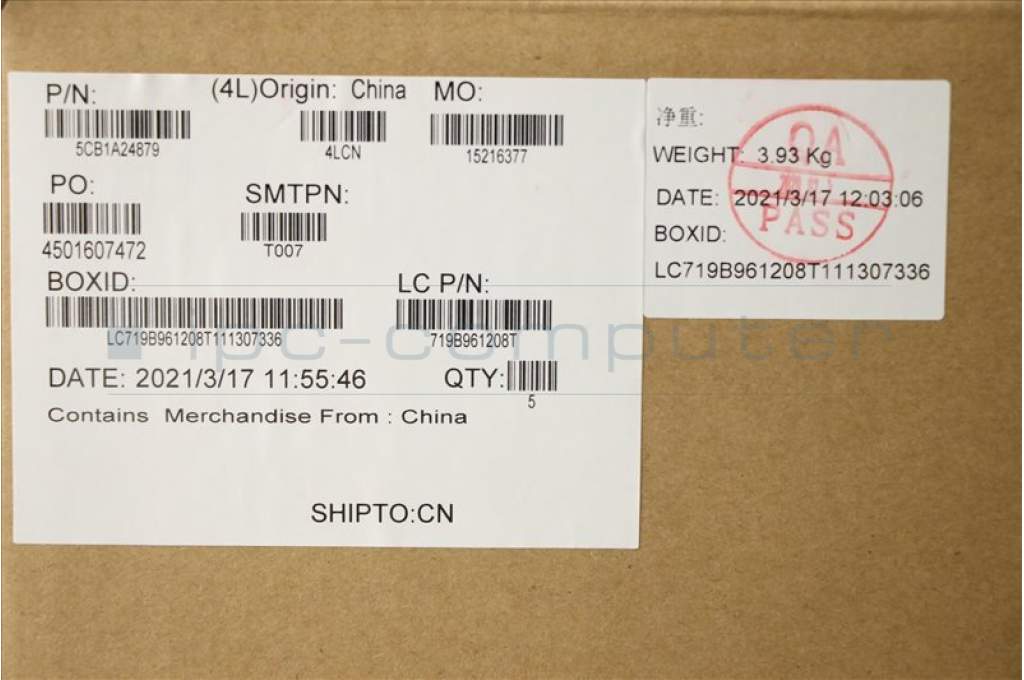 P/N: (4L)Origin: China MO:
5CB1A24879 4LCN 15216377
PO: SMTPN:
4501607472 T007
BOXID: LC P/N:
LC719B961208T111307336 719B961208T
DATE: 2021/3/17 11:55:46 QTY:
5
Contains Merchandise From : China
SHIPTO:CN
净重:
WEIGHT: 3.93 Kg
DATE: 2021/3/17 12:03:06
BOXID:
LC719B961208T111307336
QA
PASS
ipc-computer